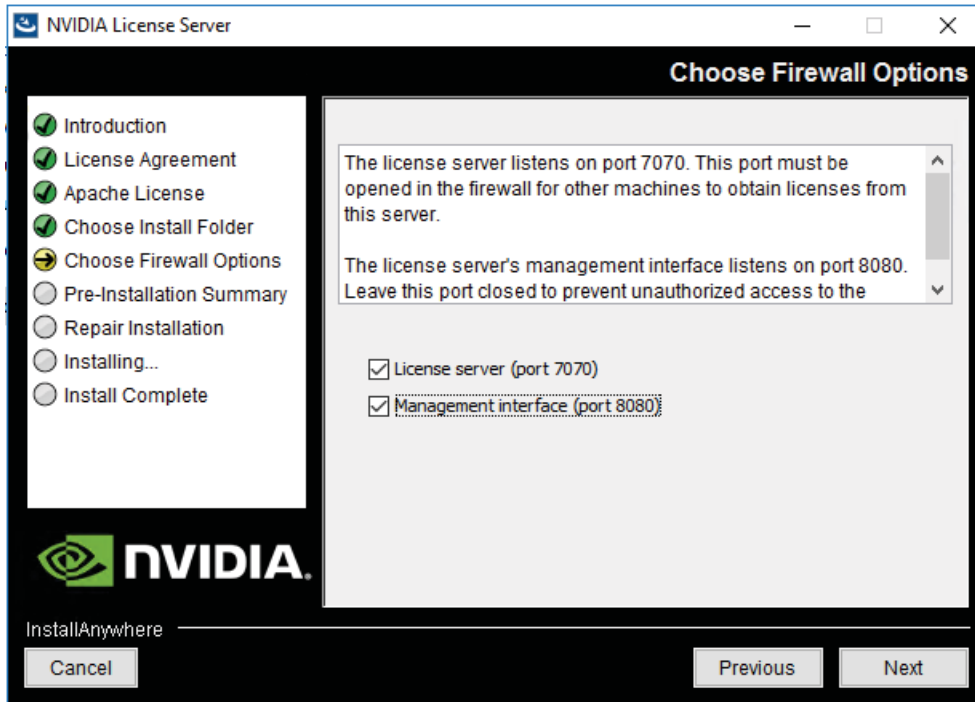 NVIDIA License Server
Choose Firewall Options
Introduction
License Agreement
Apache License
Choose Install Folder
Choose Firewall Options
Pre-Installation Summary
Repair Installation
Installing...
Install Complete
The license server listens on port 7070. This port must be
opened in the firewall for other machines to obtain licenses from
this server.
The license server's management interface listens on port 8080.
Leave this port closed to prevent unauthorized access to the
License server (port 7070)
Management interface (port 8080)
NVIDIA.
InstallAnywhere
Cancel
Previous
Next